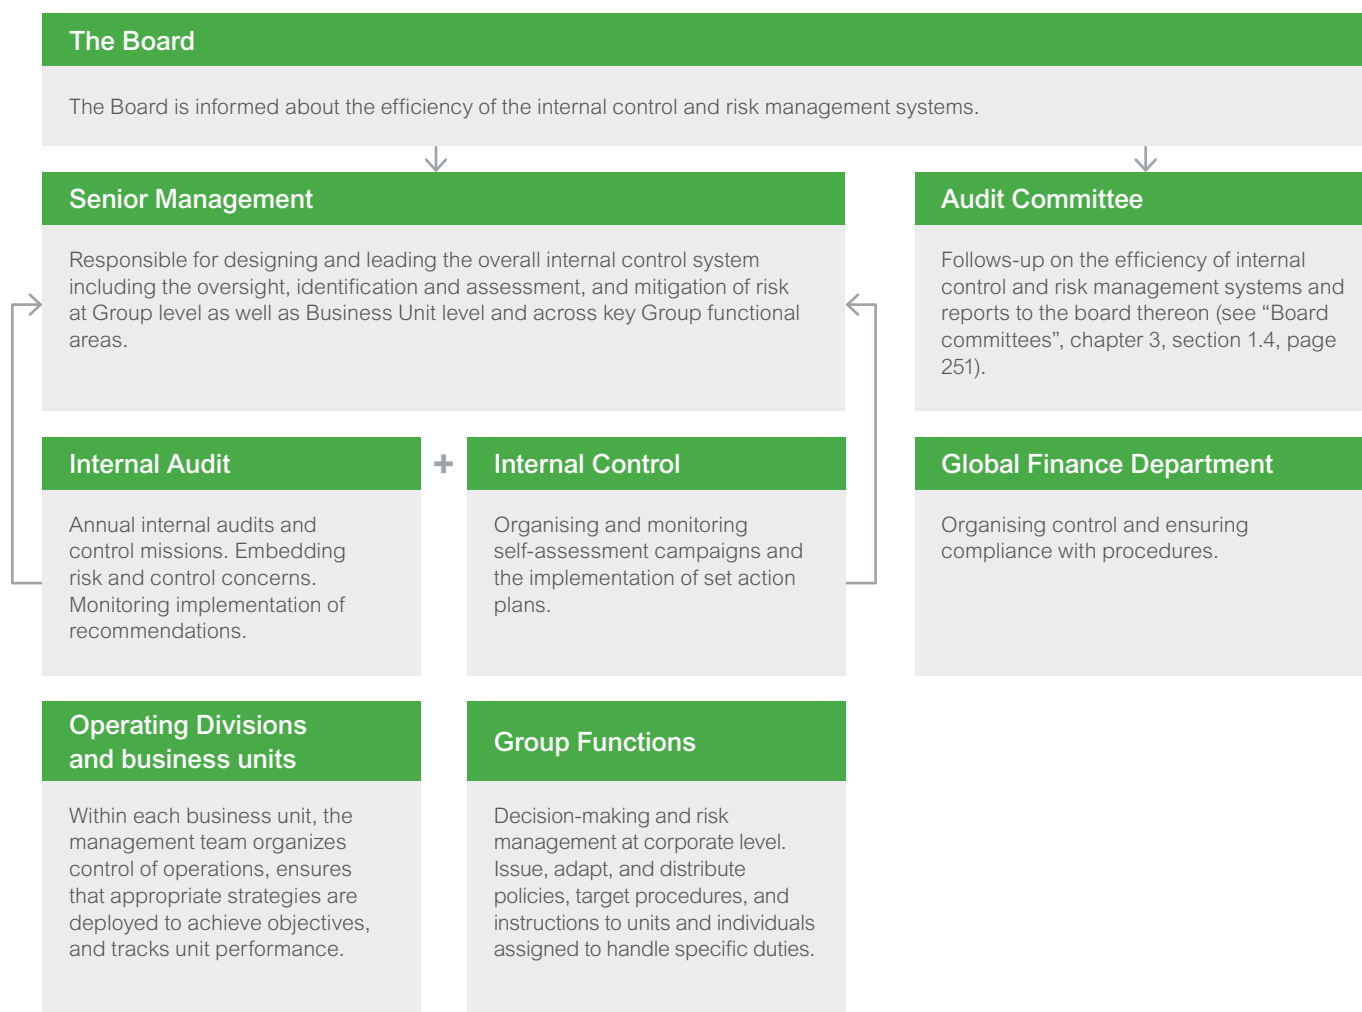 The Board
The Board is informed about the efficiency of the internal control and risk management systems.
Senior Management
Responsible for designing and leading the overall internal control system
including the oversight, identification and assessment, and mitigation of risk
at Group level as well as Business Unit level and across key Group functional
areas.
Audit Committee
Follows-up on the efficiency of internal
control and risk management systems and
reports to the board thereon (see “Board
committees”, chapter 3, section 1.4, page
251).
Internal Audit
Annual internal audits and
control missions. Embedding
risk and control concerns.
Monitoring implementation of
recommendations.
+
Internal Control
Organising and monitoring
self-assessment campaigns and
the implementation of set action
plans.
Global Finance Department
Organising control and ensuring
compliance with procedures.
Operating Divisions
and business units
Within each business unit, the
management team organizes
control of operations, ensures
that appropriate strategies are
deployed to achieve objectives,
and tracks unit performance.
Group Functions
Decision-making and risk
management at corporate level.
Issue, adapt, and distribute
policies, target procedures, and
instructions to units and individuals
assigned to handle specific duties.